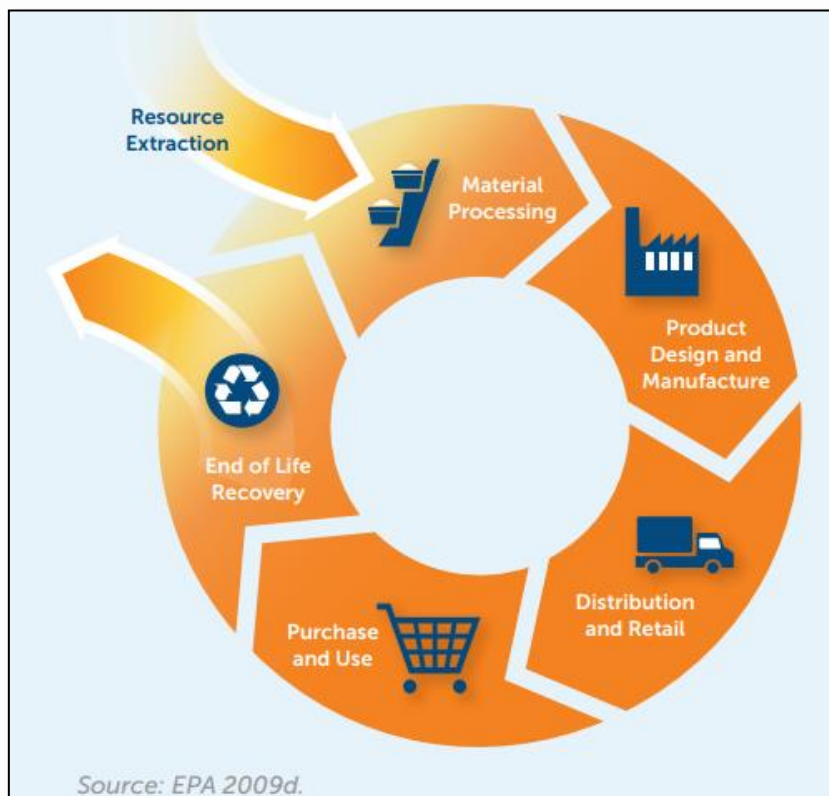 Resource
Extraction
Material
Processing
Product
Design and
Manufacture
Distribution
and Retail
Purchase
and Use
End of Life
Recovery
Source: EPA 2009d.